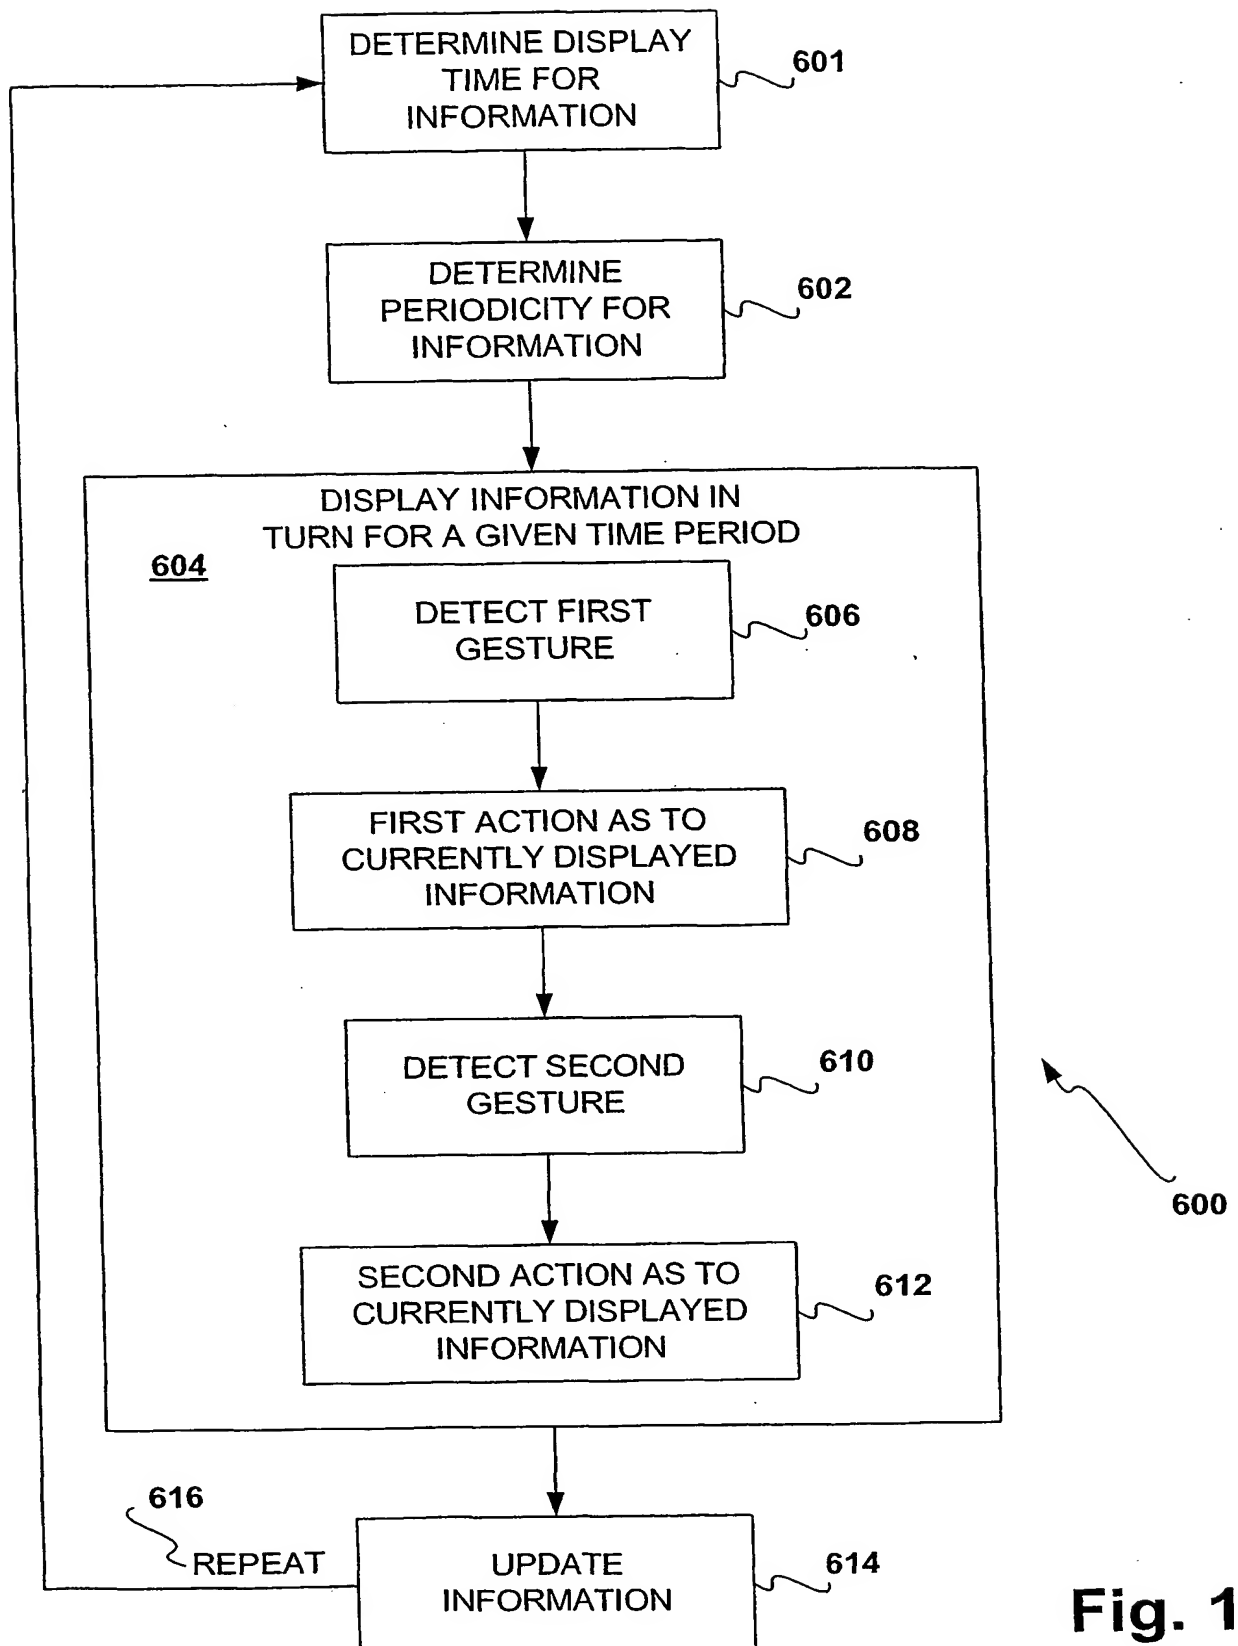 DETERMINE DISPLAY
TIME FOR
INFORMATION
601
DETERMINE
PERIODICITY FOR
INFORMATION
602
DISPLAY INFORMATION IN
TURN FOR A GIVEN TIME PERIOD
604
DETECT FIRST
GESTURE
606
FIRST ACTION AS TO
CURRENTLY DISPLAYED
INFORMATION
608
DETECT SECOND
GESTURE
610
600
SECOND ACTION AS TO
CURRENTLY DISPLAYED
INFORMATION
612
616
REPEAT
UPDATE
INFORMATION
614
Fig. 1